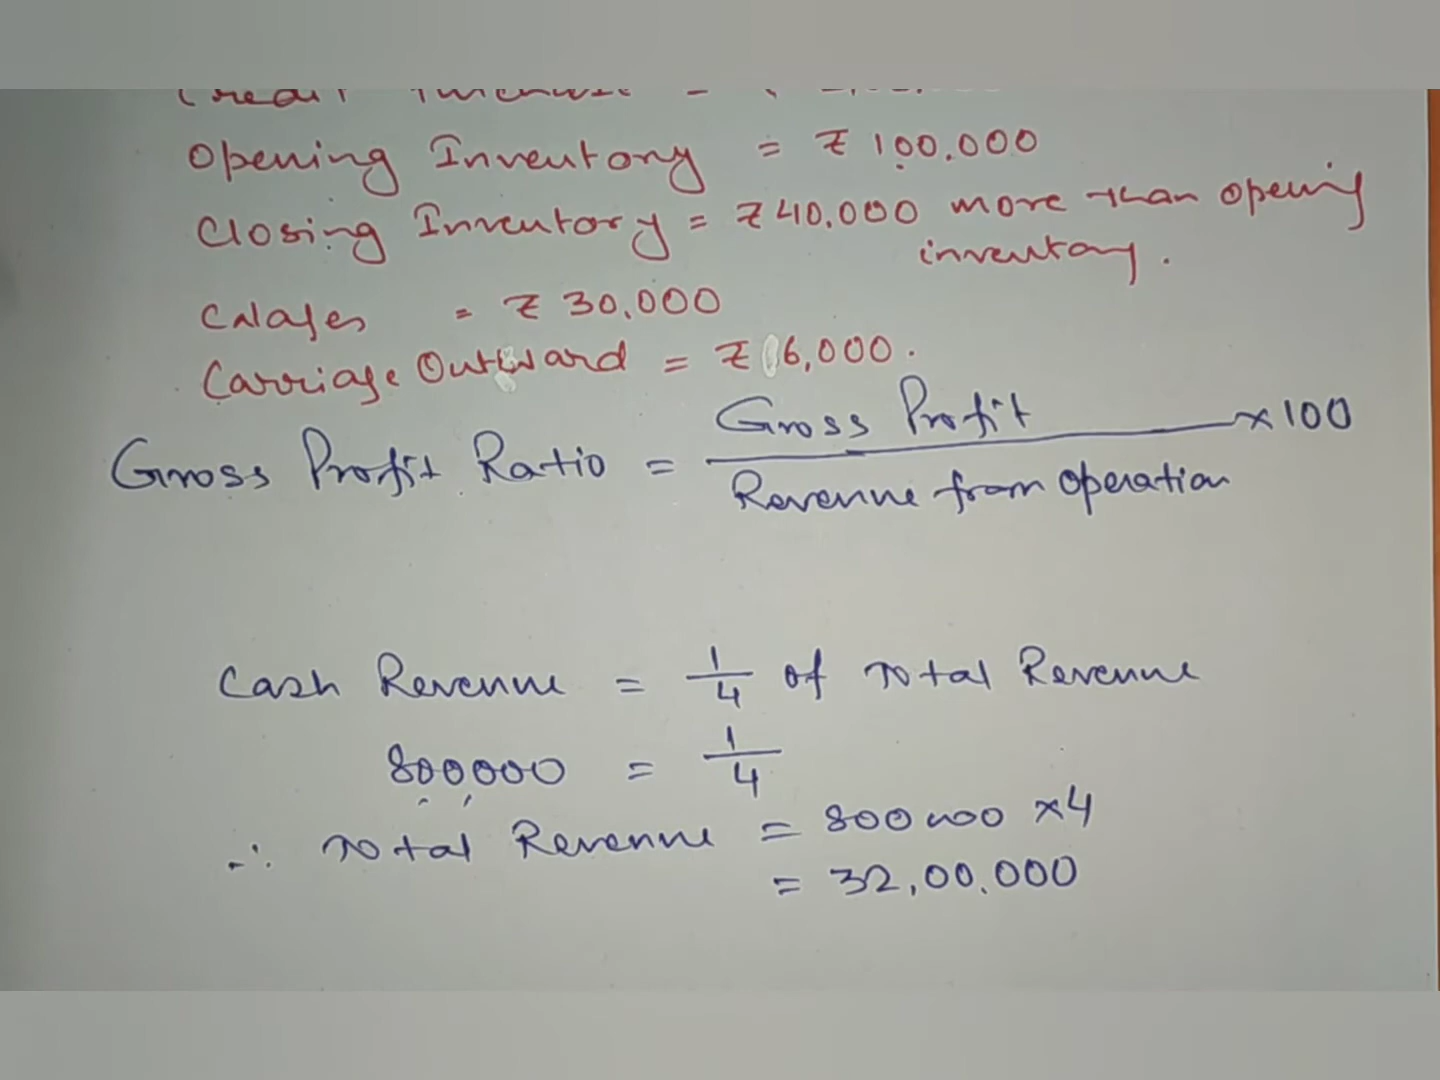 Credit Purchase =
Opening Inventory = ₹ 100,000
Closing Inventory = ₹ 40,000 more than opening
inventory.
= ₹ 30,000
Carriage Outward = ₹ 6,000.
Gross Profit Ratio = Gross Profit / Revenue from operation × 100
Cash Revenue = 1/4 of Total Revenue
800,000 = 1/4
∴ Total Revenue = 800000 ×4
= 32,00,000